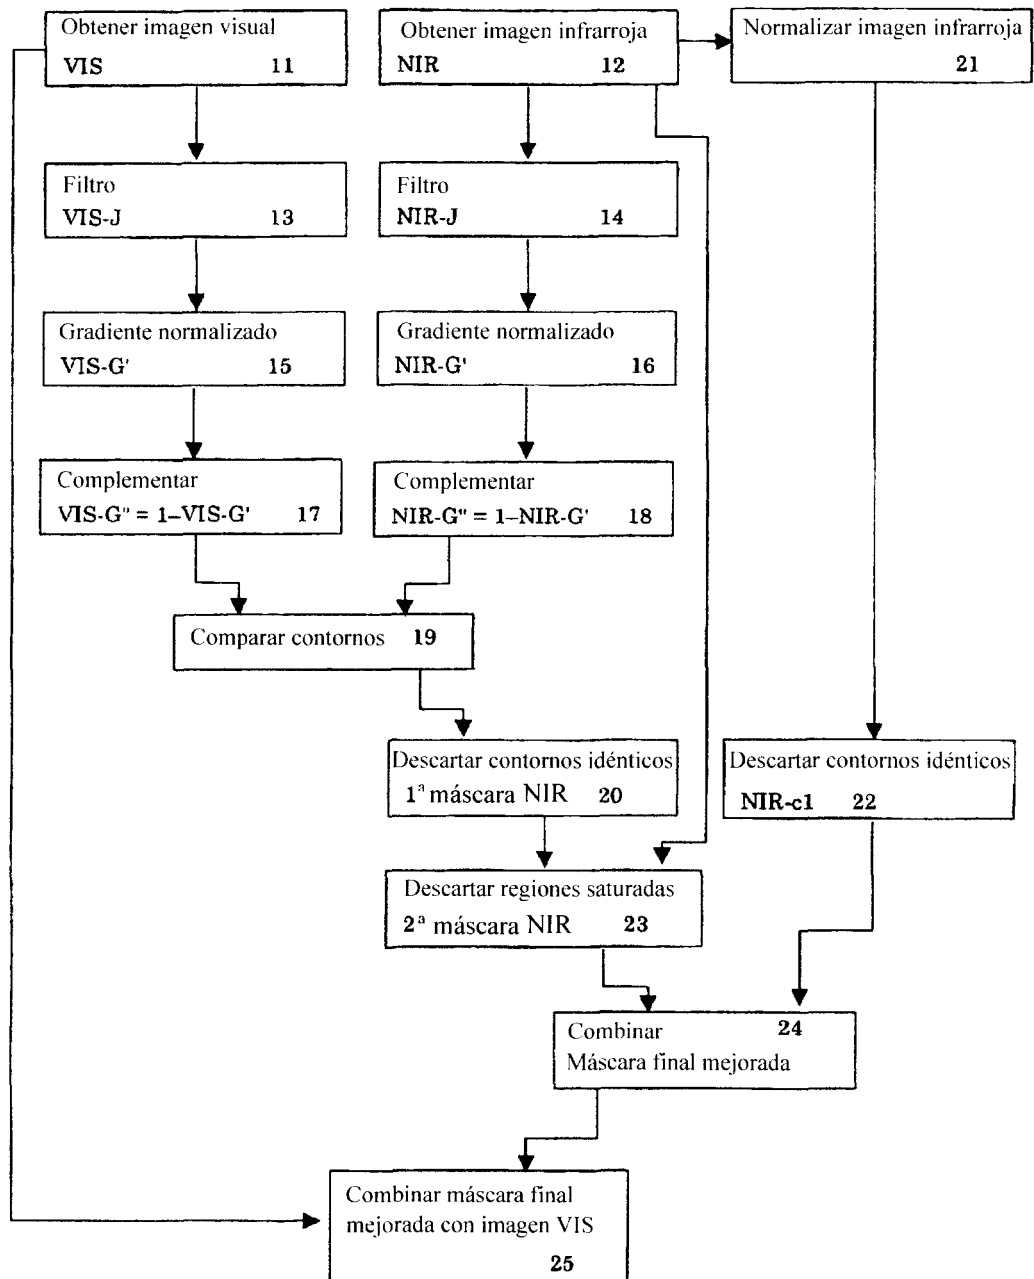 Obtener imagen visual
VIS 11
Obtener imagen infrarroja
NIR 12
Normalizar imagen infrarroja
21
Filtro
VIS-J 13
Filtro
NIR-J 14
Gradiente normalizado
VIS-G' 15
Gradiente normalizado
NIR-G' 16
Complementar
VIS-G" = 1–VIS-G' 17
Complementar
NIR-G" = 1–NIR-G' 18
Comparar contornos 19
Descartar contornos idénticos
1ª máscara NIR 20
Descartar contornos idénticos
NIR-c1 22
Descartar regiones saturadas
2ª máscara NIR 23
Combinar 24
Máscara final mejorada
Combinar máscara final
mejorada con imagen VIS
25